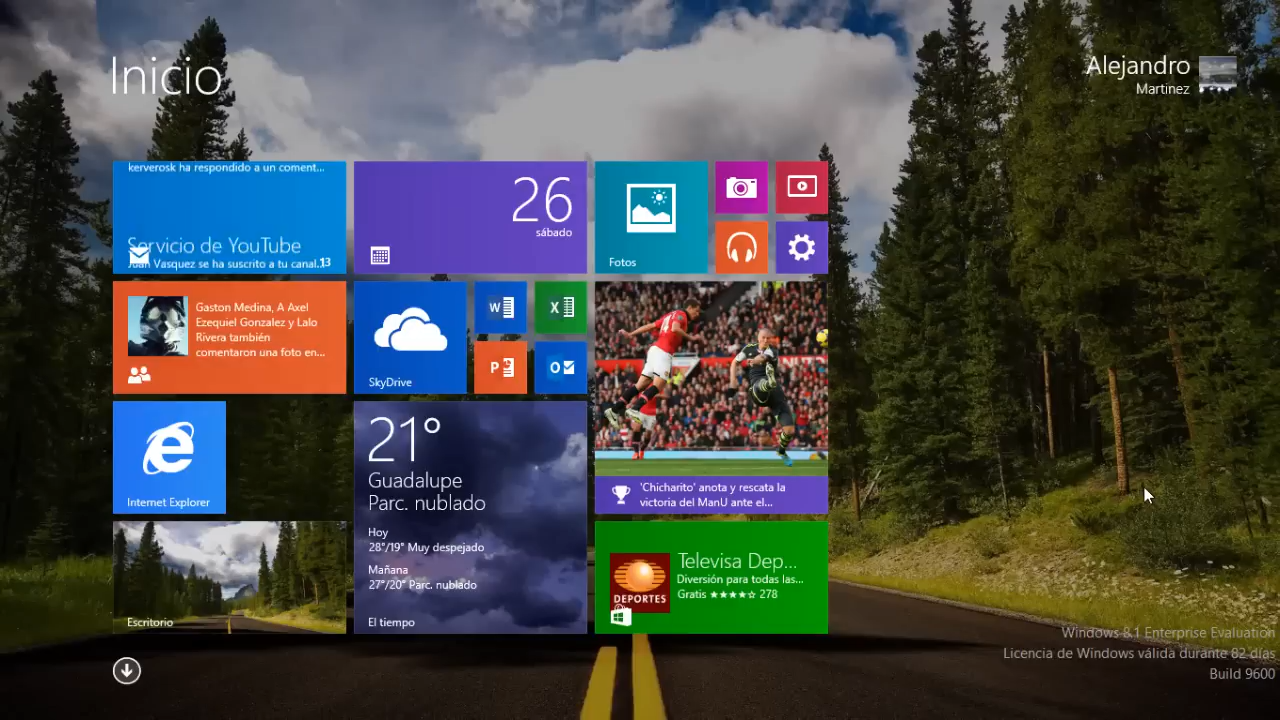 Inicio
Alejandro
Martinez
kerverosk ha respondido a un coment...
Servicio de YouTube
Juan Vasquez se ha suscrito a tu canal...
13
26
sábado
Fotos
Gaston Medina, A Axel
Ezequiel Gonzalez y Lalo
Rivera también
comentaron una foto en...
SkyDrive
W
X
P
O
Internet Explorer
21°
Guadalupe
Parc. nublado
Hoy
28°/19° Muy despejado
Mañana
27°/20° Parc. nublado
El tiempo
'Chicharito' anota y rescata la
victoria del ManU ante el...
Escritorio
DEPORTES
Televisa Dep...
Diversión para todas las...
Gratis ★★★★☆ 278
Windows 8.1 Enterprise Evaluation
Licencia de Windows válida durante 82 días
Build 9600